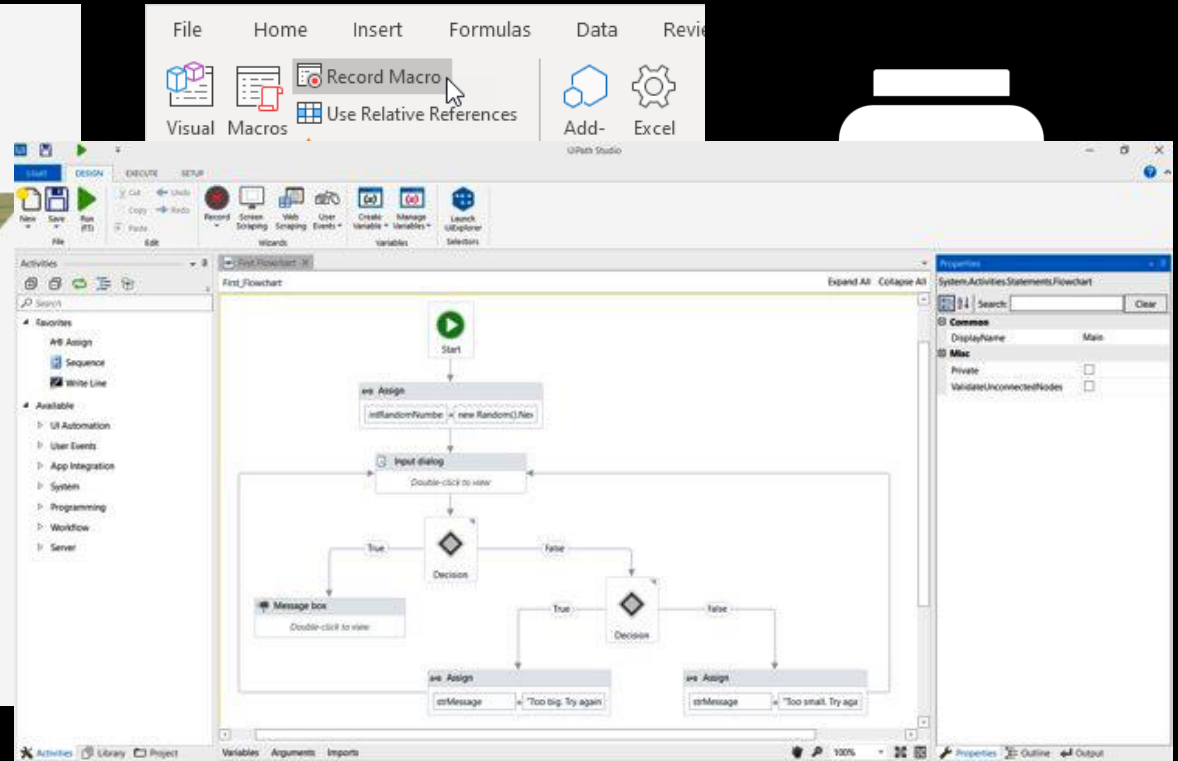 File Home Insert Formulas Data Revie
Record Macro
Use Relative References
Visual Macros Add- Excel
UiPath Studio
START DESIGN EXECUTE SETUP
Cut Undo
Copy Redo
Paste
New Save Run (F5)
Record Screen Scraping Web Scraping User Events Create Variable Manage Variables Launch UiExplorer
File Edit Wizards Variables Selectors
Activities
First_Flowchart
Properties
First_Flowchart Expand All Collapse All
System.Activities.Statements.Flowchart
Search
Search: Clear
Favorites
A+B Assign
Sequence
Write Line
Available
UI Automation
User Events
App Integration
System
Programming
Workflow
Server
Start
Assign
intRandomNumbe = new Random().Nex
Input dialog
Double-click to view
True Decision False
Message box
Double-click to view
True Decision False
Assign
strMessage = "Too big. Try again
Assign
strMessage = "Too small. Try aga
Common
DisplayName Main
Misc
Private
ValidateUnconnectedNodes
Activities Library Project
Variables Arguments Imports
100%
Properties Outline Output